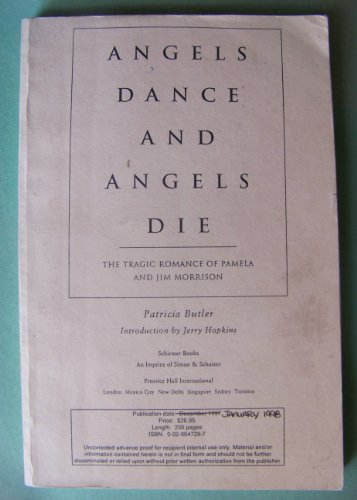 ANGELS
DANCE
AND
ANGELS
DIE
THE TRAGIC ROMANCE OF PAMELA
AND JIM MORRISON
Patricia Butler
Introduction by Jerry Hopkins
Schirmer Books
An Imprint of Simon & Schuster
Prentice Hall International
London Mexico City New Delhi Singapore Sydney Toronto
Publication date: December 1997 JANUARY 1998
Price: $26.95
Length: 256 pages
ISBN: 0-02-864729-7
Uncorrected advance proof for recipient internal use only. Material and/or
information contained herein is not in final form and should not be further
disseminated or relied upon without prior written authorization from the publisher.